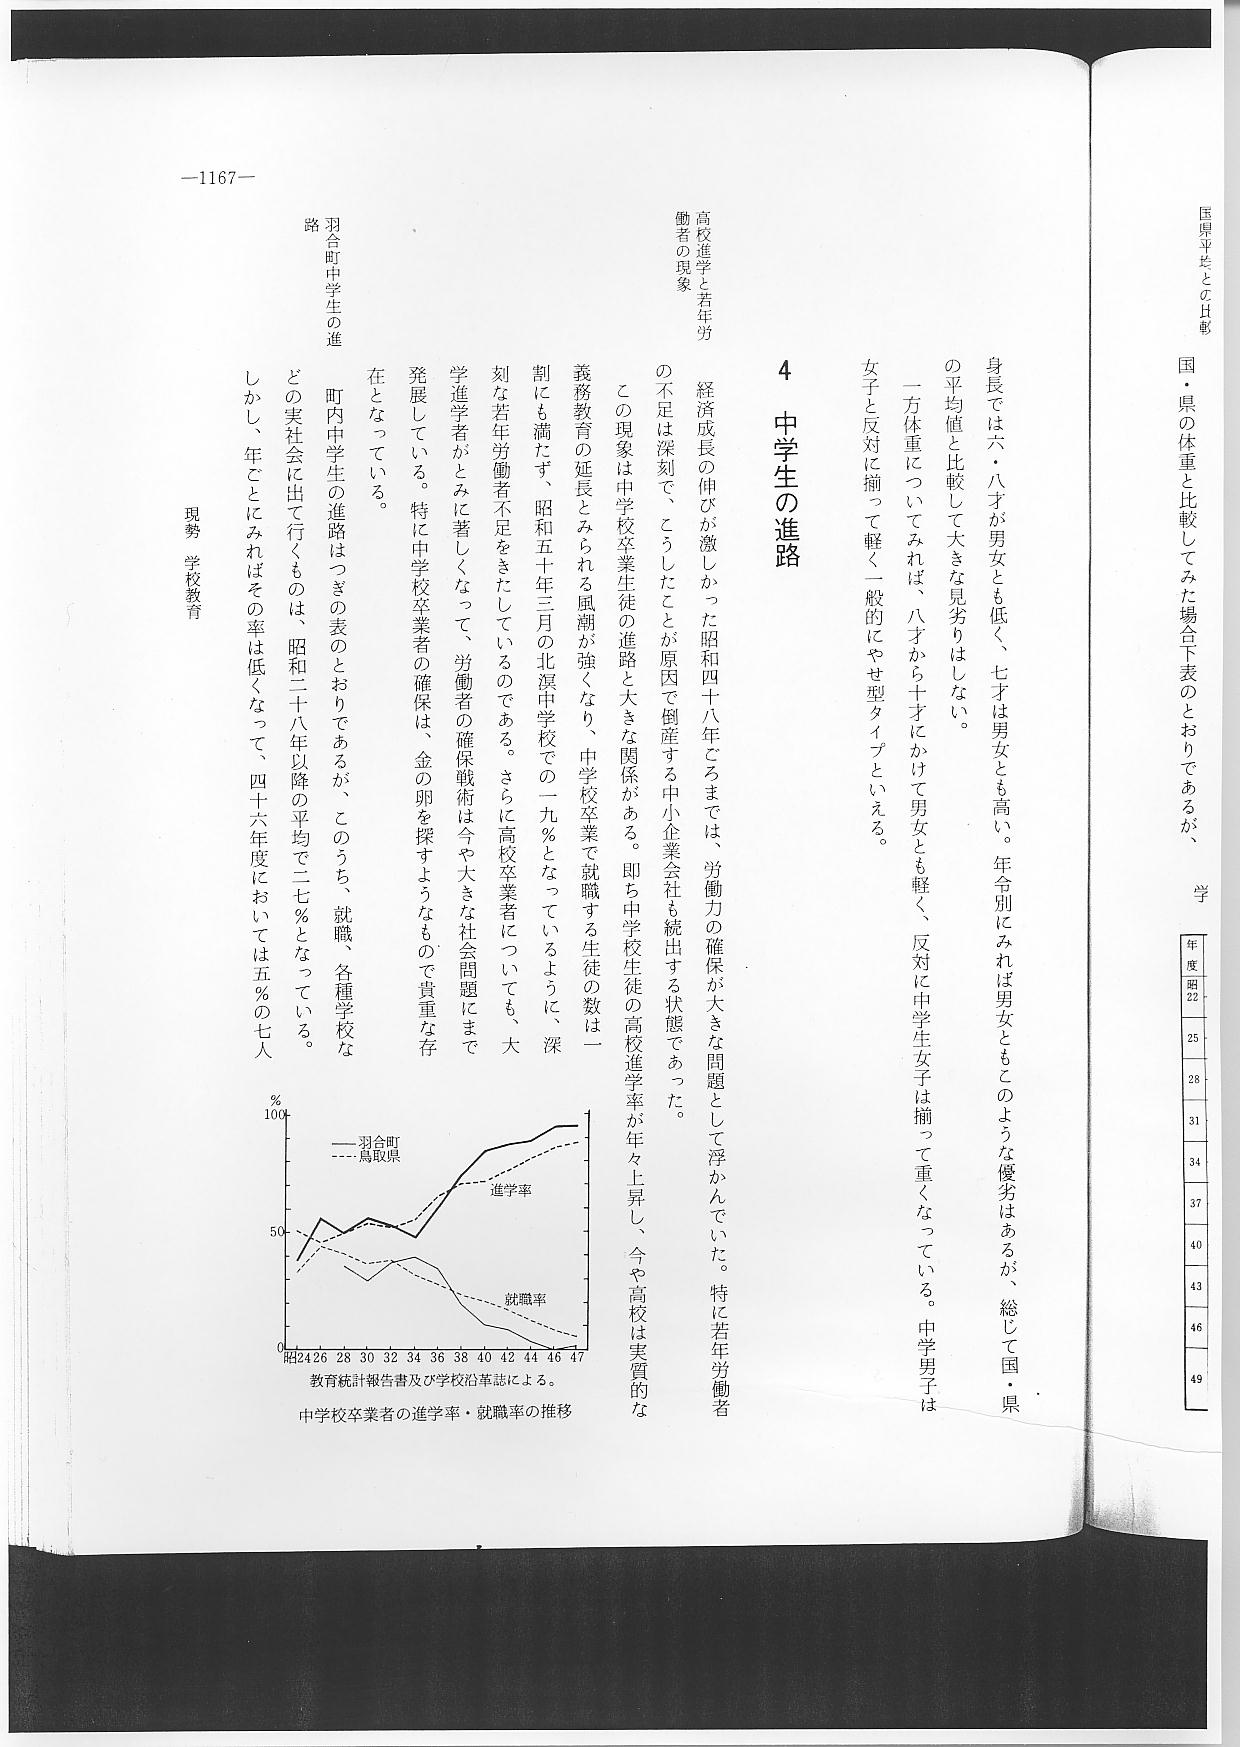 国県平均との比較
国・県の体重と比較してみた場合下表のとおりであるが、
学
年度
昭22
25
28
31
34
37
40
43
46
49
身長では六・八才が男女とも低く、七才は男女とも高い。年令別にみれば男女ともこのような優劣はあるが、総じて国・県
の平均値と比較して大きな見劣りはしない。
一方体重についてみれば、八才から十才にかけて男女とも軽く、反対に中学生女子は揃って重くなっている。中学男子は
女子と反対に揃って軽く一般的にやせ型タイプといえる。
4 中学生の進路
高校進学と若年労
働者の現象
経済成長の伸びが激しかった昭和四十八年ごろまでは、労働力の確保が大きな問題として浮かんでいた。特に若年労働者
の不足は深刻で、こうしたことが原因で倒産する中小企業会社も続出する状態であった。
この現象は中学校卒業生徒の進路と大きな関係がある。即ち中学校生徒の高校進学率が年々上昇し、今や高校は実質的な
義務教育の延長とみられる風潮が強くなり、中学校卒業で就職する生徒の数は一
割にも満たず、昭和五十年三月の北溟中学校での一九％となっているように、深
刻な若年労働者不足をきたしているのである。さらに高校卒業者についても、大
学進学者がとみに著しくなって、労働者の確保戦術は今や大きな社会問題にまで
発展している。特に中学校卒業者の確保は、金の卵を探すようなもので貴重な存
在となっている。
羽合町中学生の進
路
町内中学生の進路はつぎの表のとおりであるが、このうち、就職、各種学校な
どの実社会に出て行くものは、昭和二十八年以降の平均で二七％となっている。
しかし、年ごとにみればその率は低くなって、四十六年度においては五％の七人
％
100
50
0
羽合町
鳥取県
進学率
就職率
昭24 26 28 30 32 34 36 38 40 42 44 46 47
教育統計報告書及び学校沿革誌による。
中学校卒業者の進学率・就職率の推移
現勢 学校教育
—1167—